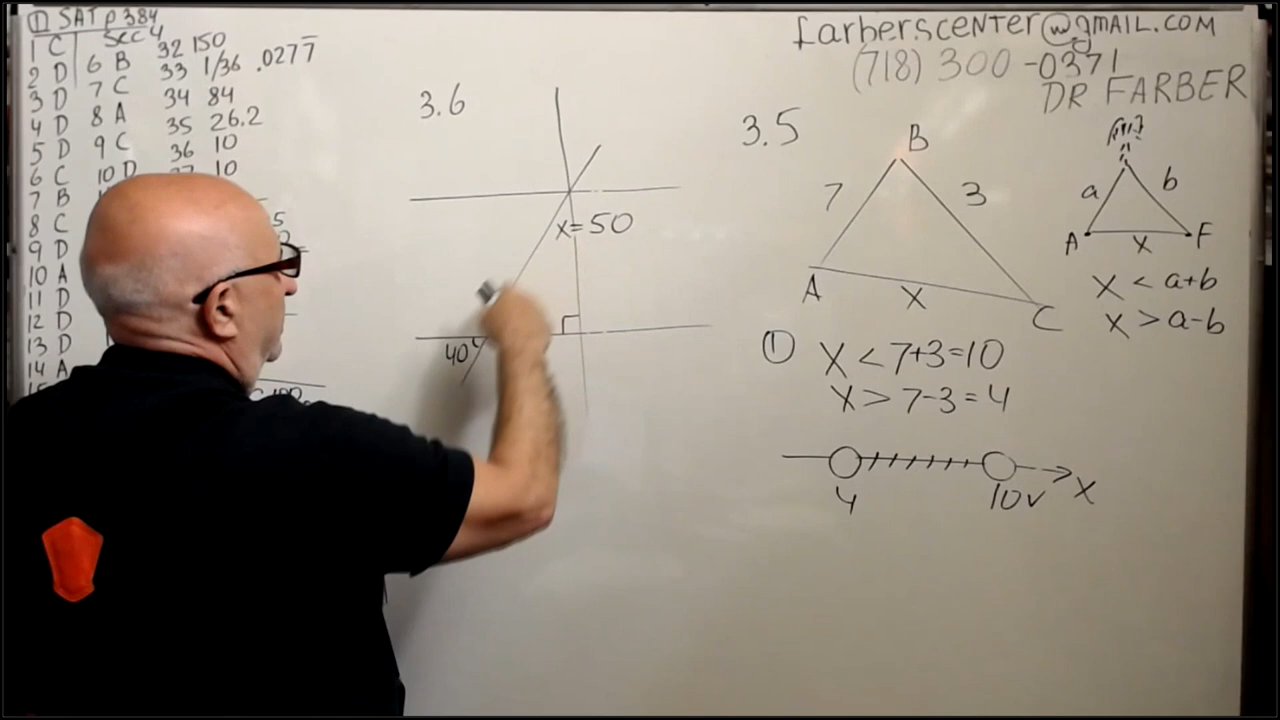 ① SAT p 384
Sec 4
1 C
2 D
3 D
4 D
5 D
6 C
7 B
8 C
9 D
10 A
11 D
12 D
13 D
14 A
6 B
7 C
8 A
9 C
10 D
32 150
33 1/36 .0277
34 84
35 26.2
36 10
10
3.6
x=50
40
farberscenter@gmail.com
(718) 300-0371
DR FARBER
3.5
B
7
3
A
X
C
① X < 7+3=10
X > 7-3=4
4
10
X
a
b
A
X
F
X < a+b
X > a-b